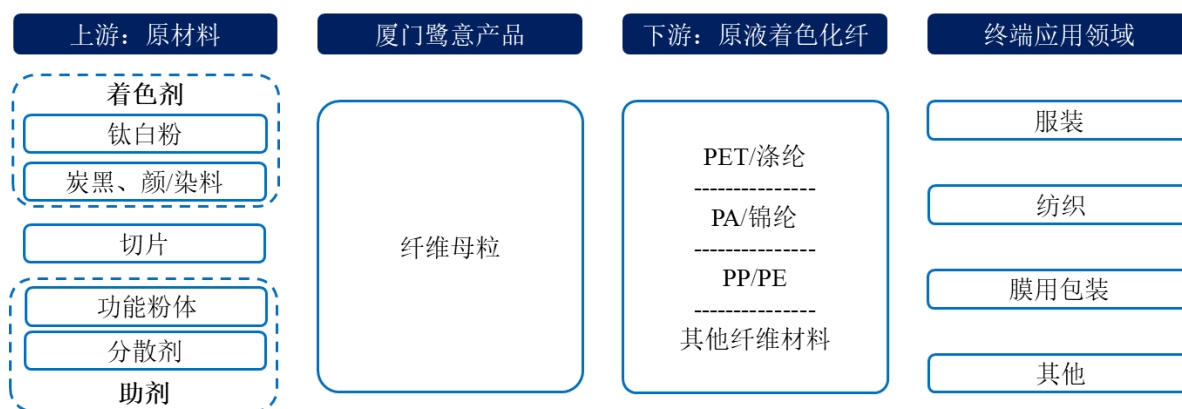 上游：原材料
厦门鹭意产品
下游：原液着色化纤
终端应用领域
着色剂
钛白粉
炭黑、颜/染料
切片
功能粉体
分散剂
助剂
纤维母粒
PET/涤纶
---------------
PA/锦纶
---------------
PP/PE
---------------
其他纤维材料
服装
纺织
膜用包装
其他